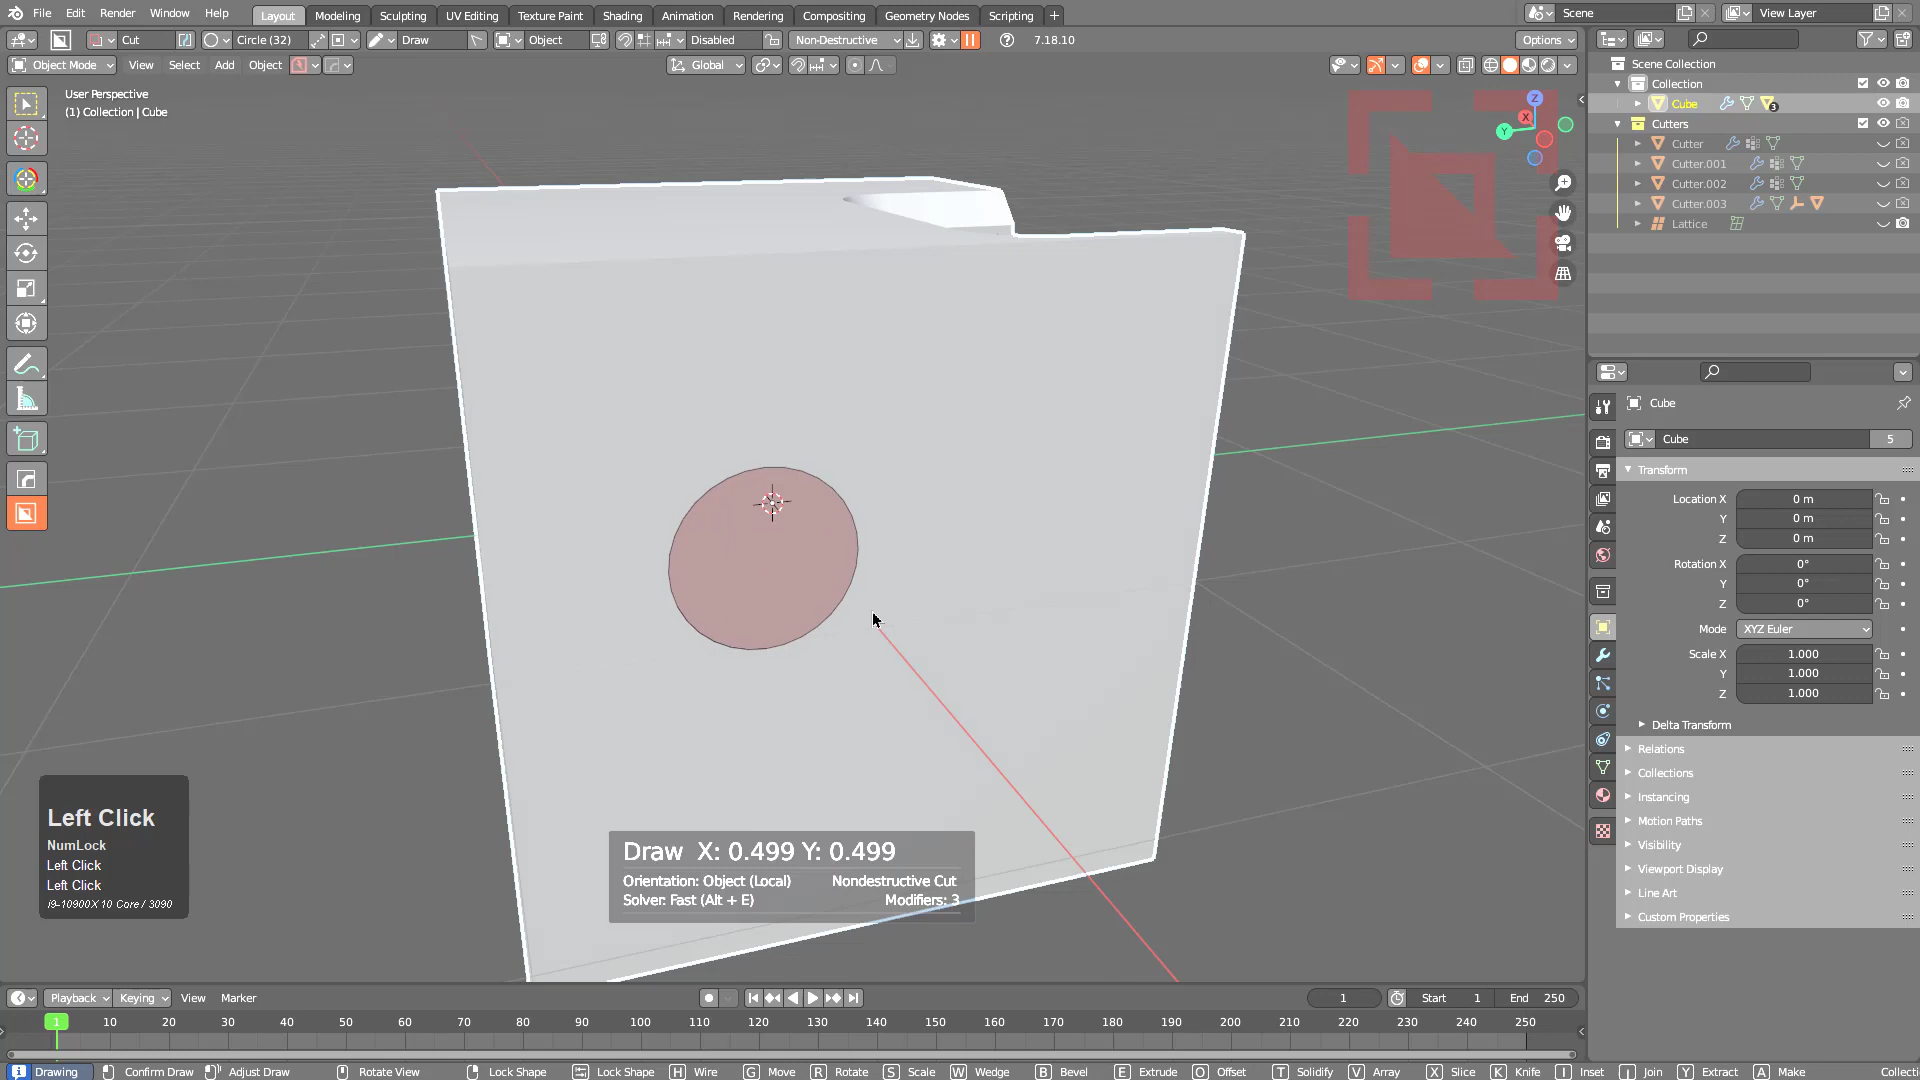 File Edit Render Window Help Layout Modeling Sculpting UV Editing Texture Paint Shading Animation Rendering Compositing Geometry Nodes Scripting + Scene View Layer
Cut Circle (32) Draw Object Disabled Non-Destructive 7.18.10 Options
Object Mode View Select Add Object Global
User Perspective
(1) Collection | Cube
Z
X
Y
Scene Collection
Collection
Cube 3
Cutters
Cutter
Cutter.001
Cutter.002
Cutter.003
Lattice
Cube
Cube 5
Transform
Location X 0 m
Y 0 m
Z 0 m
Rotation X 0°
Y 0°
Z 0°
Mode XYZ Euler
Scale X 1.000
Y 1.000
Z 1.000
Delta Transform
Relations
Collections
Instancing
Motion Paths
Visibility
Viewport Display
Line Art
Custom Properties
Left Click
NumLock
Left Click
Left Click
i9-10900X 10 Core / 3090
Draw X: 0.499 Y: 0.499
Orientation: Object (Local) Nondestructive Cut
Solver: Fast (Alt + E) Modifiers: 3
Playback Keying View Marker 1 Start 1 End 250
1 10 20 30 40 50 60 70 80 90 100 110 120 130 140 150 160 170 180 190 200 210 220 230 240 250
Drawing Confirm Draw Adjust Draw Rotate View Lock Shape Lock Shape H Wire G Move R Rotate S Scale W Wedge B Bevel E Extrude O Offset T Solidify V Array X Slice K Knife I Inset J Join Y Extract A Make Collecti